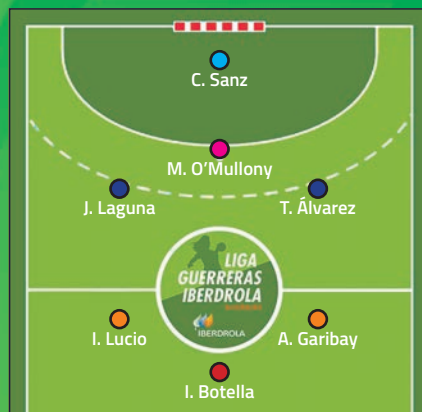 C. Sanz
M. O'Mullony
J. Laguna
T. Álvarez
LIGA
GUERRERAS
IBERDROLA
IBERDROLA
I. Lucio
A. Garibay
I. Botella